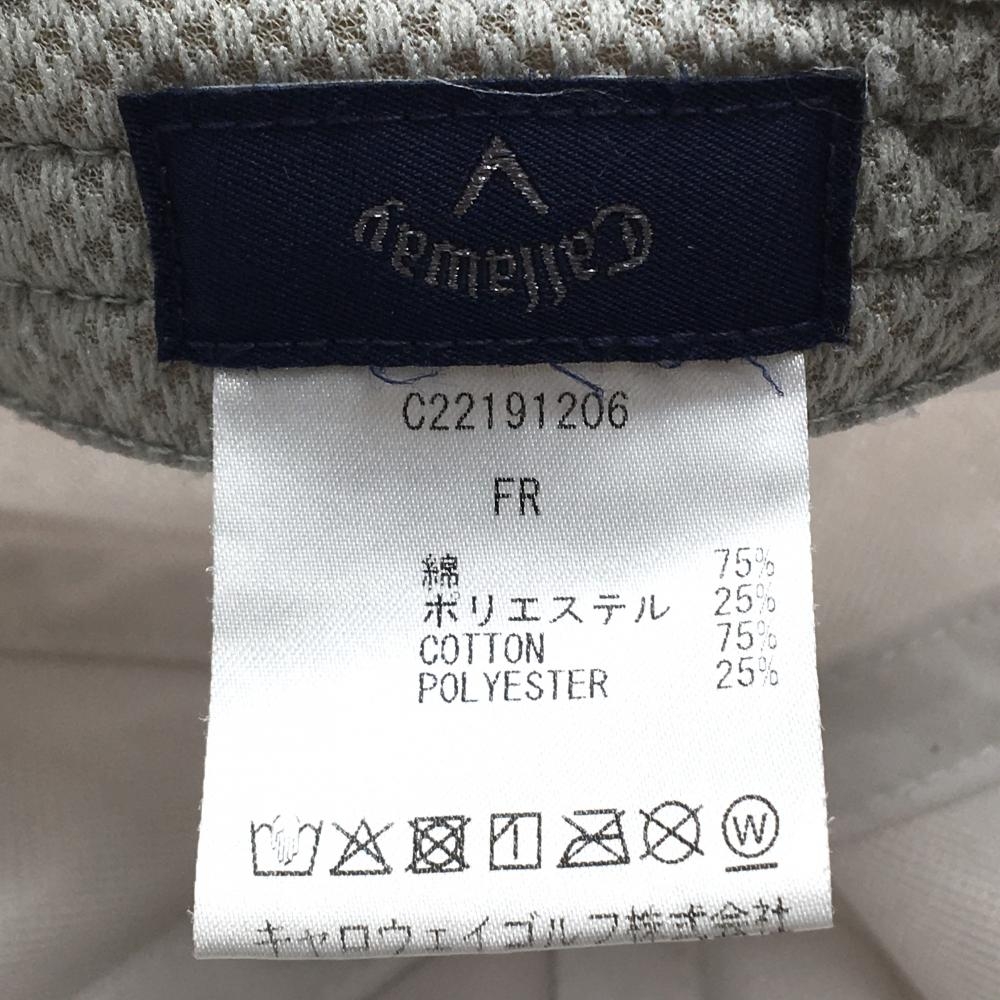 Callaway
C22191206
FR
綿 75%
ポリエステル 25%
COTTON 75%
POLYESTER 25%
W
キャロウェイゴルフ株式会社